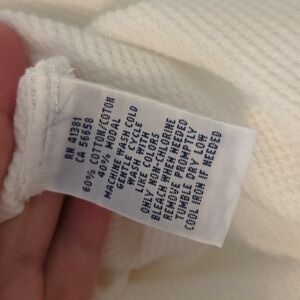 RN 41381
CA 56658
60% COTTON/COTON
40% MODAL
MACHINE WASH COLD
GENTLE CYCLE
WASH WITH
LIKE COLORS
ONLY NON-CHLORINE
BLEACH WHEN NEEDED
REMOVE PROMPTLY
TUMBLE DRY LOW
COOL IRON IF NEEDED